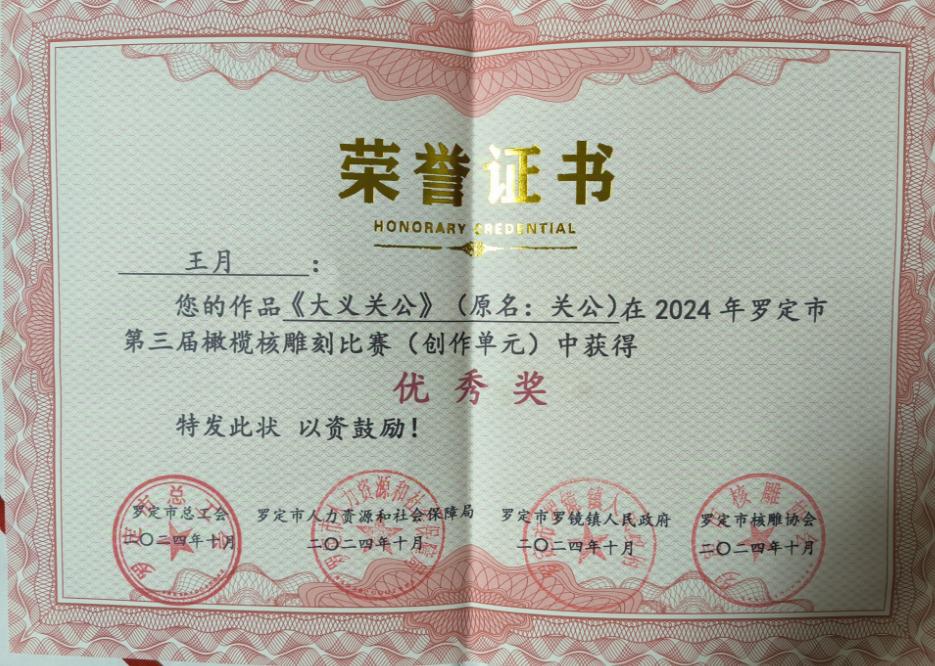 荣誉证书
HONORARY CREDENTIAL
王月：
您的作品《大义关公》（原名：关公）在 2024 年罗定市
第三届橄榄核雕刻比赛（创作单元）中获得
优秀奖
特发此状 以资鼓励！
罗定市总工会 罗定市人力资源和社会保障局 罗定市罗镜镇人民政府 罗定市核雕协会
二〇二四年十月 二〇二四年十月 二〇二四年十月 二〇二四年十月